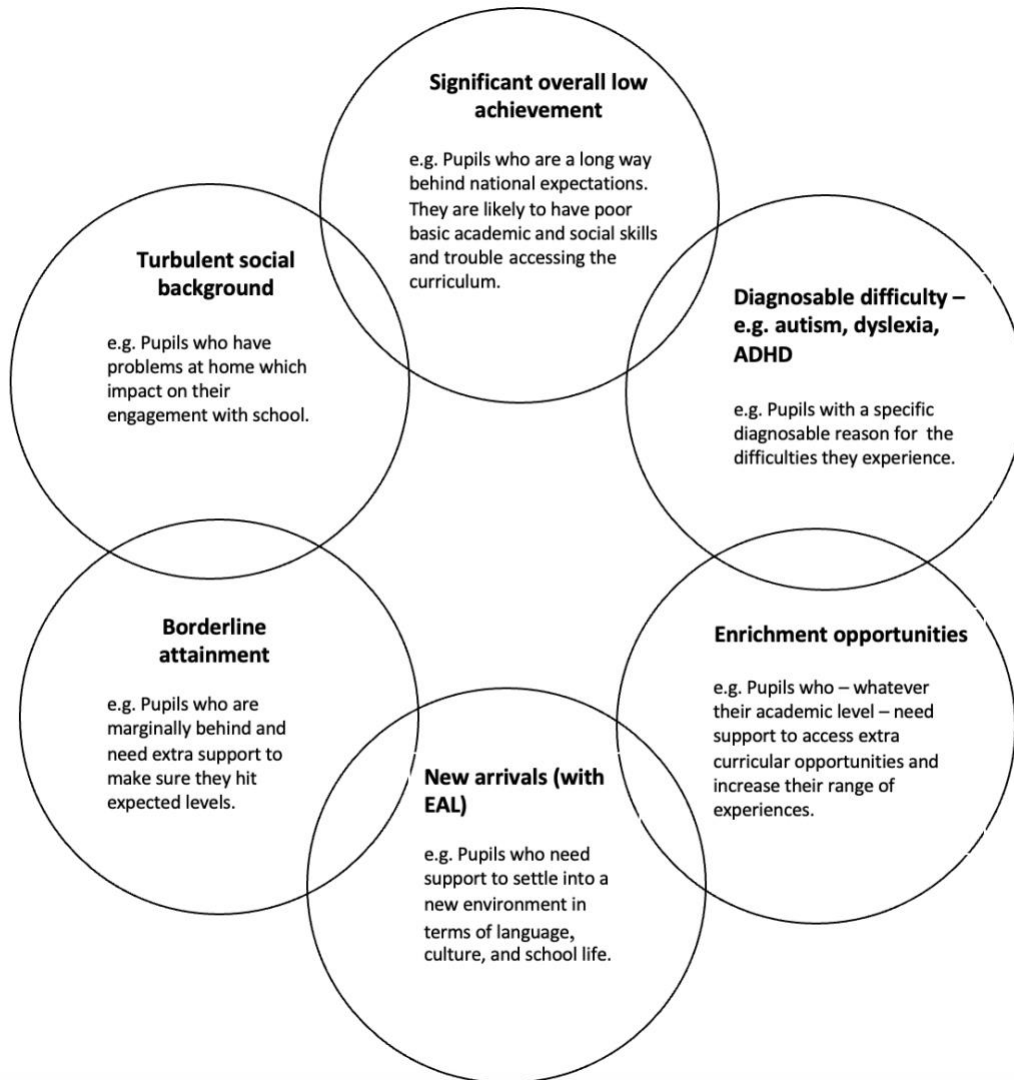 Significant overall low
achievement
e.g. Pupils who are a long way
behind national expectations.
They are likely to have poor
basic academic and social skills
and trouble accessing the
curriculum.
Turbulent social
background
e.g. Pupils who have
problems at home which
impact on their
engagement with school.
Diagnosable difficulty –
e.g. autism, dyslexia,
ADHD
e.g. Pupils with a specific
diagnosable reason for the
difficulties they experience.
Borderline
attainment
e.g. Pupils who are
marginally behind and
need extra support to
make sure they hit
expected levels.
Enrichment opportunities
e.g. Pupils who – whatever
their academic level – need
support to access extra
curricular opportunities and
increase their range of
experiences.
New arrivals (with
EAL)
e.g. Pupils who need
support to settle into a
new environment in
terms of language,
culture, and school life.